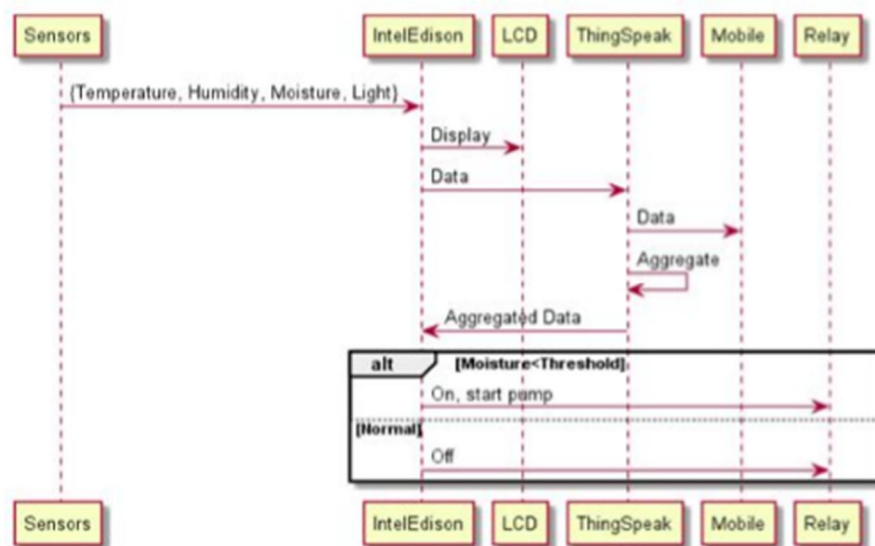 Sensors IntelEdison LCD ThingSpeak Mobile Relay
{Temperature, Humidity, Moisture, Light}
Display
Data
Data
Aggregate
Aggregated Data
alt [Moisture<Threshold]
On, start pump
[Normal]
Off
Sensors IntelEdison LCD ThingSpeak Mobile Relay